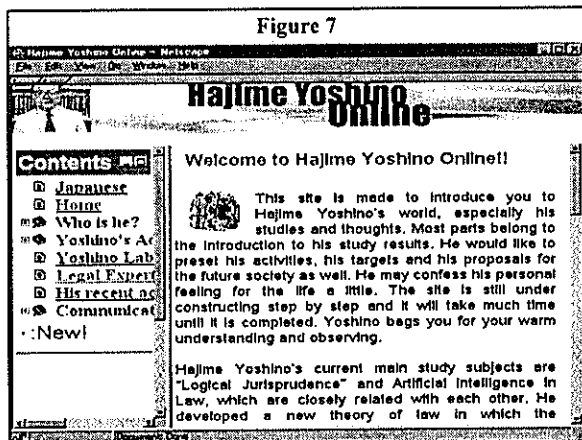 Figure 7
Hajime Yoshino Online - Netscape
File Edit View Go Window Help
Hajime Yoshino
Online
Contents
Japanese
Home
Who is he?
Yoshino's Ac
Yoshino Lab
Legal Expert
His recent ac
Communicat
·:New!
Welcome to Hajime Yoshino Online!!
This site is made to introduce you to
Hajime Yoshino's world, especially his
studies and thoughts. Most parts belong to
the introduction to his study results. He would like to
preset his activities, his targets and his proposals for
the future society as well. He may confess his personal
feeling for the life a little. The site is still under
constructing step by step and it will take much time
until it is completed. Yoshino begs you for your warm
understanding and observing.
Hajime Yoshino's current main study subjects are
"Logical Jurisprudence" and Artificial Intelligence in
Law, which are closely related with each other. He
developed a new theory of law in which the
Document: Done